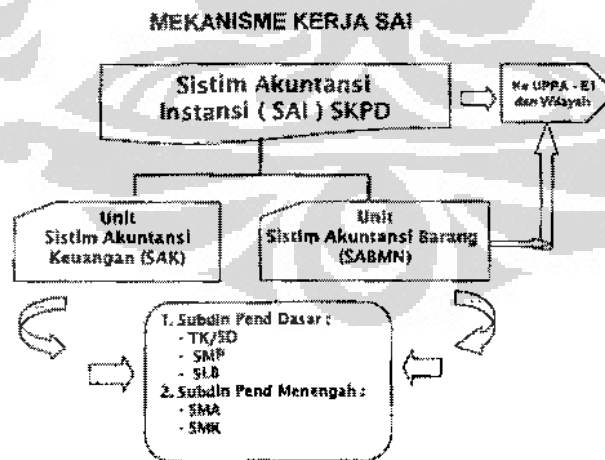 MEKANISME KERJA SAI
Sistim Akuntansi
Instansi ( SAI ) SKPD
Ke UPPA - E1
dan Wilayah
Unit
Sistim Akuntansi
Keuangan (SAK)
Unit
Sistim Akuntansi Barang
(SABMN)
1. Subdin Pend Dasar :
- TK/SD
- SMP
- SLB
2. Subdin Pend Menengah :
- SMA
- SMK